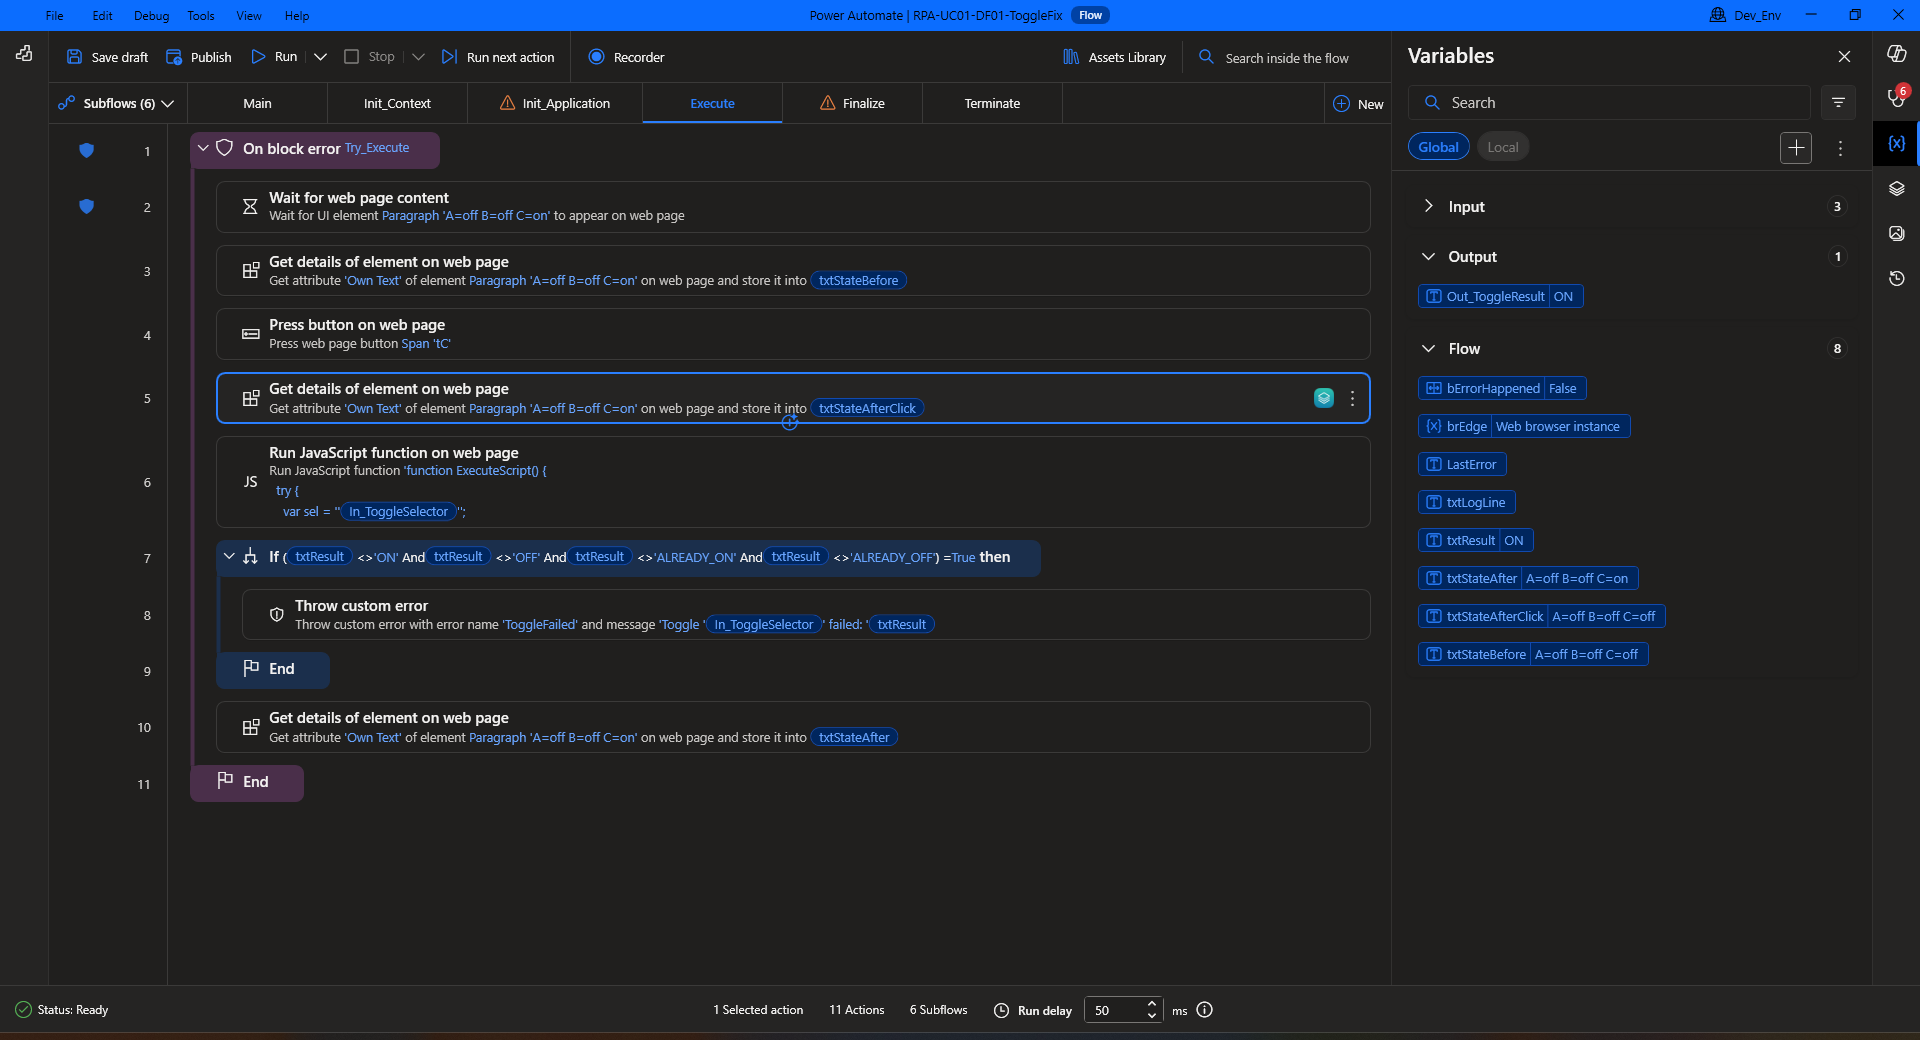 File Edit Debug Tools View Help
Power Automate | RPA-UC01-DF01-ToggleFix Flow
Dev_Env
Save draft Publish Run Stop Run next action Recorder
Assets Library Search inside the flow
Subflows (6) Main Init_Context Init_Application Execute Finalize Terminate New
1 On block error Try_Execute
2 Wait for web page content
Wait for UI element Paragraph 'A=off B=off C=on' to appear on web page
3 Get details of element on web page
Get attribute 'Own Text' of element Paragraph 'A=off B=off C=on' on web page and store it into txtStateBefore
4 Press button on web page
Press web page button Span 'tC'
5 Get details of element on web page
Get attribute 'Own Text' of element Paragraph 'A=off B=off C=on' on web page and store it into txtStateAfterClick
6 Run JavaScript function on web page
JS Run JavaScript function 'function ExecuteScript() {
try {
var sel = "In_ToggleSelector";
7 If (txtResult <>'ON' And txtResult <>'OFF' And txtResult <>'ALREADY_ON' And txtResult <>'ALREADY_OFF') =True then
8 Throw custom error
Throw custom error with error name 'ToggleFailed' and message 'Toggle 'In_ToggleSelector' failed: 'txtResult
9 End
10 Get details of element on web page
Get attribute 'Own Text' of element Paragraph 'A=off B=off C=on' on web page and store it into txtStateAfter
11 End
Variables
Search
Global Local
Input 3
Output 1
Out_ToggleResult ON
Flow 8
bErrorHappened False
{x} brEdge Web browser instance
LastError
txtLogLine
txtResult ON
txtStateAfter A=off B=off C=on
txtStateAfterClick A=off B=off C=off
txtStateBefore A=off B=off C=off
6
{x}
Status: Ready
1 Selected action 11 Actions 6 Subflows Run delay 50 ms